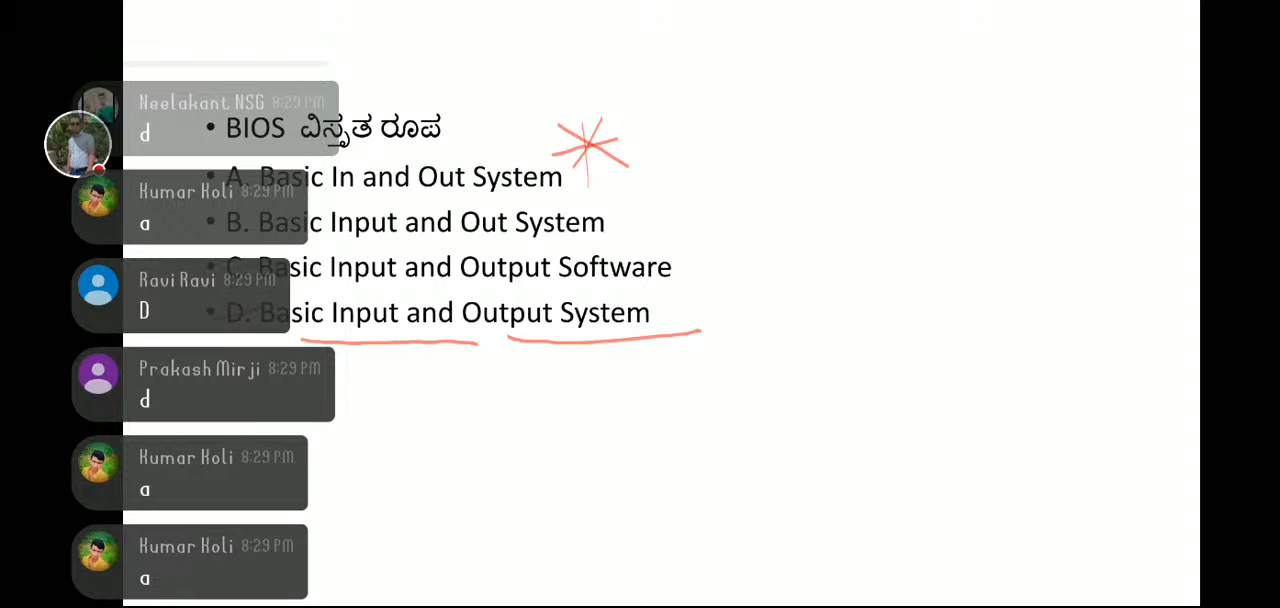 Neelakant NSG 8:29 PM
d
• BIOS ವಿಸ್ತೃತ ರೂಪ
• A. Basic In and Out System
Kumar Koli 8:29 PM
a
• B. Basic Input and Out System
• C. Basic Input and Output Software
Ravi Ravi 8:29 PM
D
• D. Basic Input and Output System
Prakash Mirji 8:29 PM
d
Kumar Koli 8:29 PM
a
Kumar Koli 8:29 PM
a